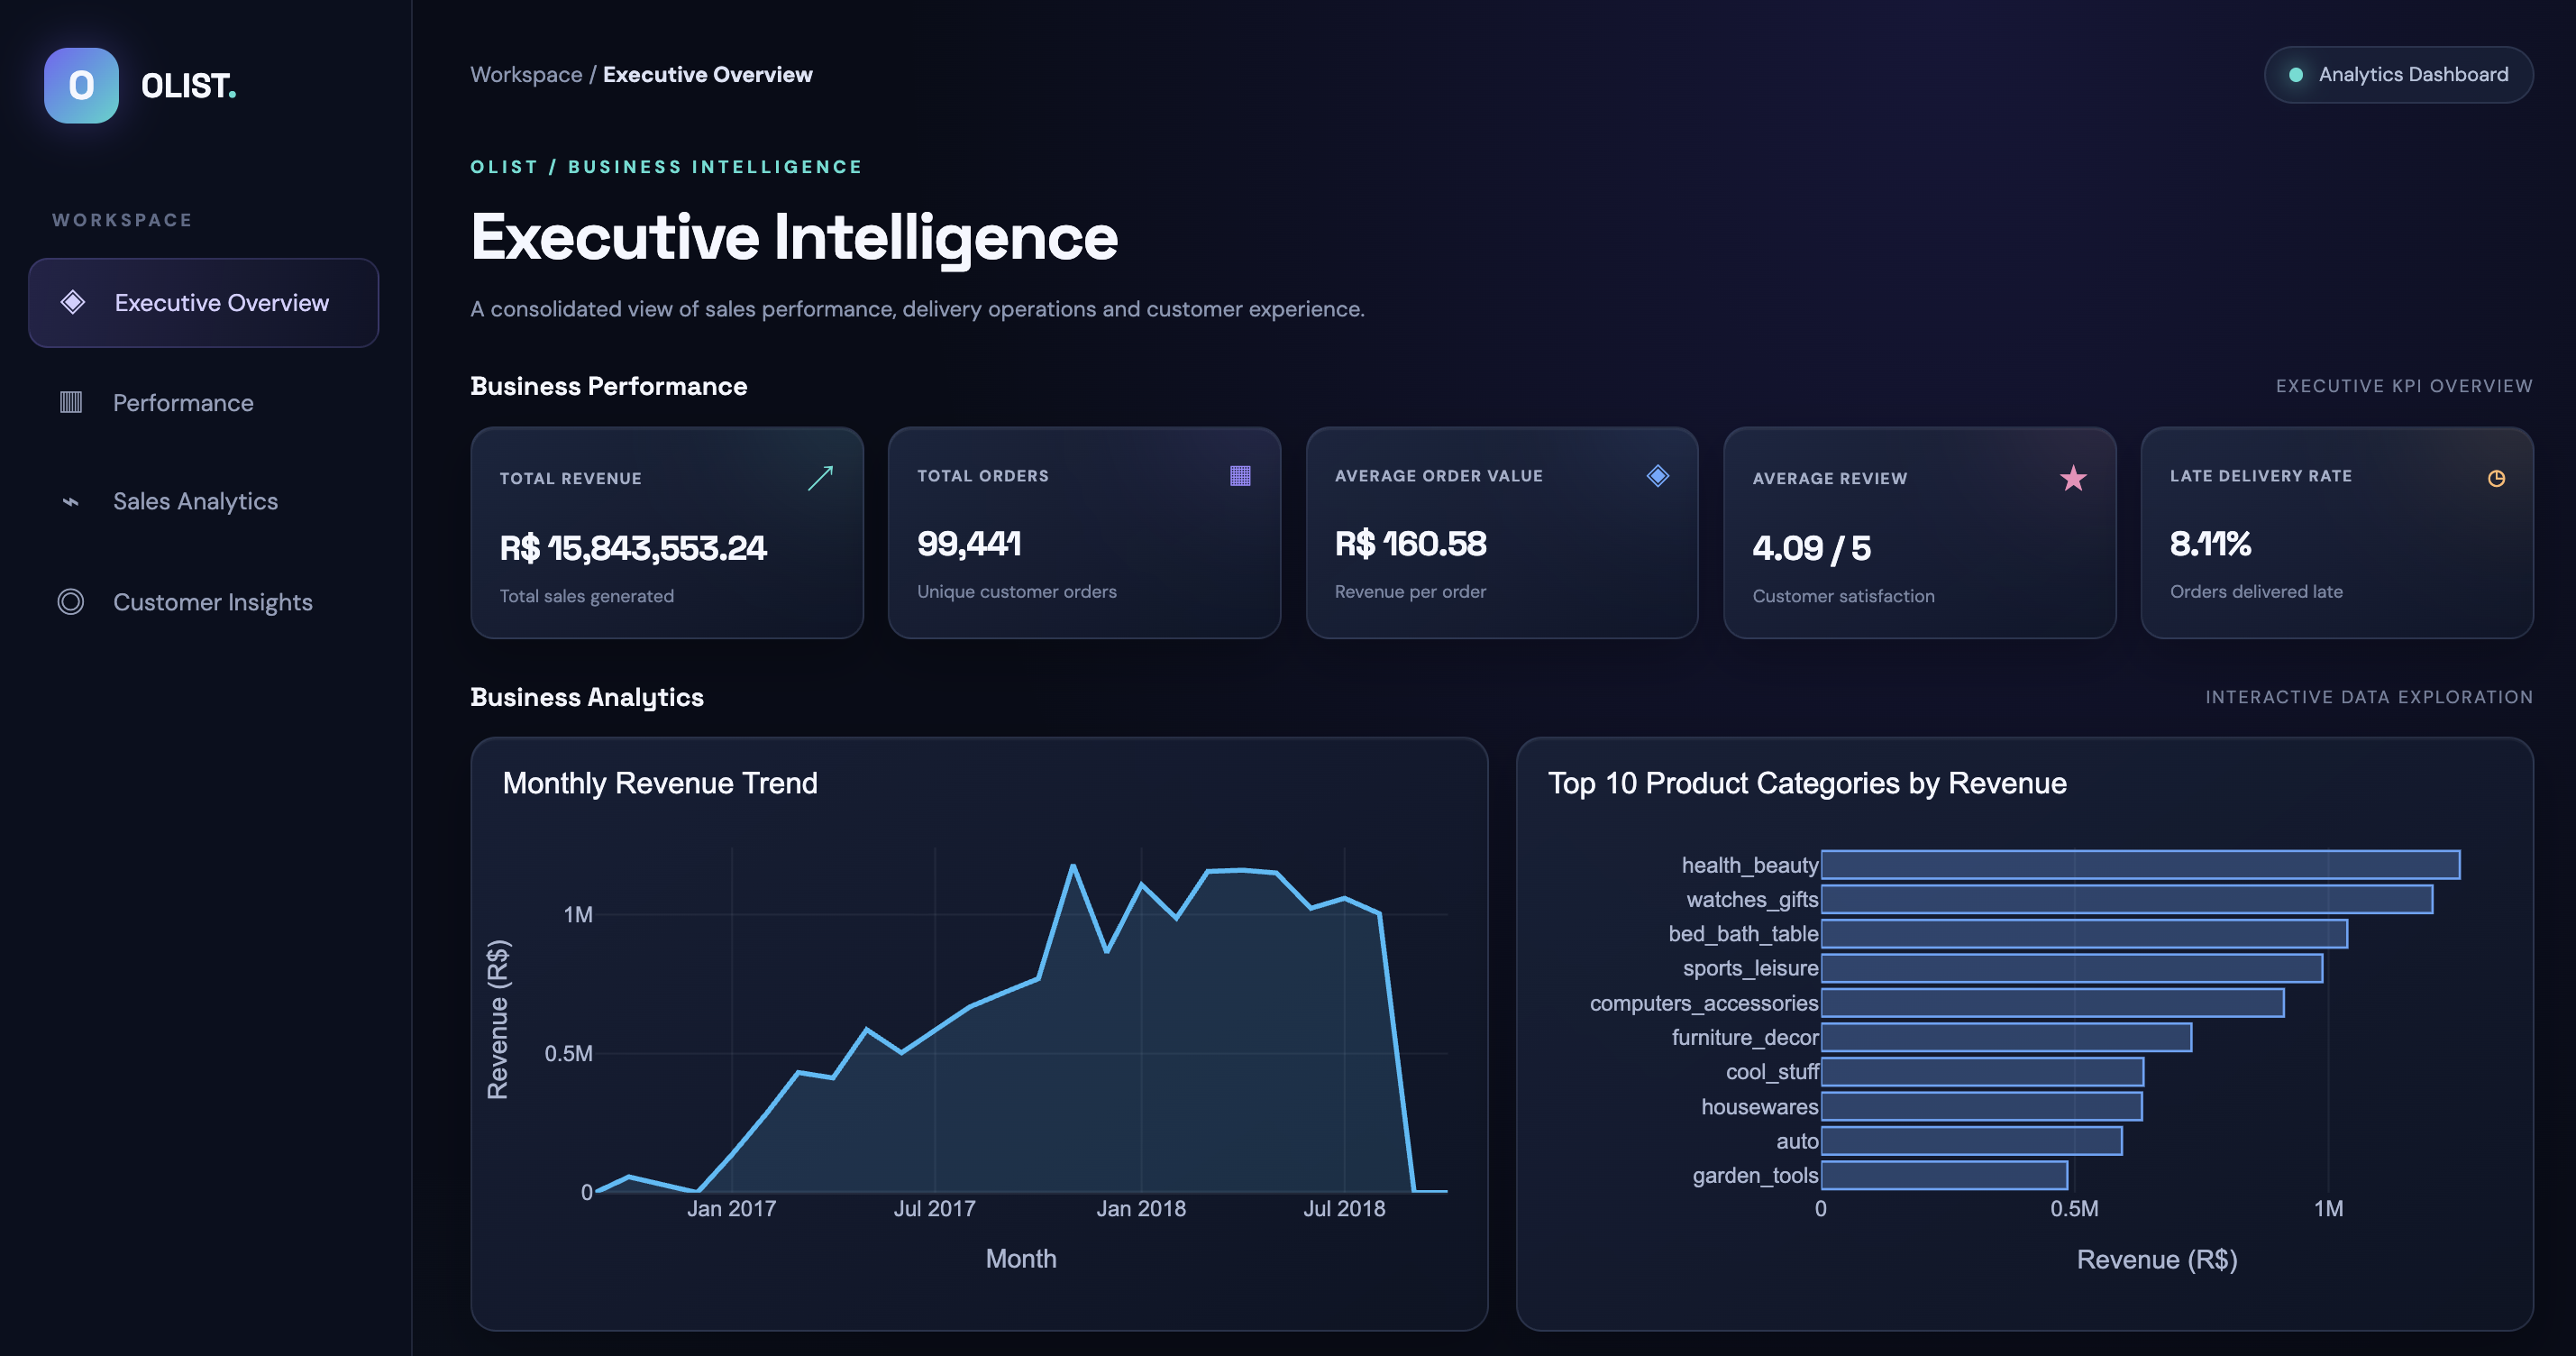 O OLIST.
WORKSPACE
Executive Overview
Performance
Sales Analytics
Customer Insights
Workspace / Executive Overview
Analytics Dashboard
OLIST / BUSINESS INTELLIGENCE
Executive Intelligence
A consolidated view of sales performance, delivery operations and customer experience.
Business Performance
EXECUTIVE KPI OVERVIEW
TOTAL REVENUE
R$ 15,843,553.24
Total sales generated
TOTAL ORDERS
99,441
Unique customer orders
AVERAGE ORDER VALUE
R$ 160.58
Revenue per order
AVERAGE REVIEW
4.09 / 5
Customer satisfaction
LATE DELIVERY RATE
8.11%
Orders delivered late
Business Analytics
INTERACTIVE DATA EXPLORATION
Monthly Revenue Trend
Revenue (R$)
1M
0.5M
0
Jan 2017 Jul 2017 Jan 2018 Jul 2018
Month
Top 10 Product Categories by Revenue
health_beauty
watches_gifts
bed_bath_table
sports_leisure
computers_accessories
furniture_decor
cool_stuff
housewares
auto
garden_tools
0 0.5M 1M
Revenue (R$)